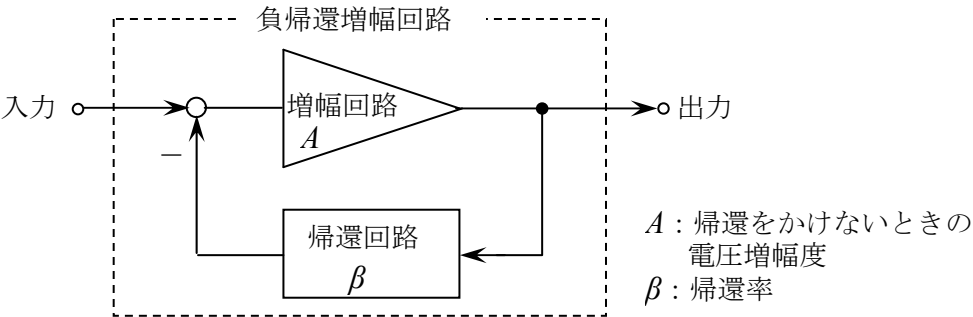 負帰還増幅回路
入力
増幅回路
A
出力
−
帰還回路
β
A：帰還をかけないときの
電圧増幅度
β：帰還率